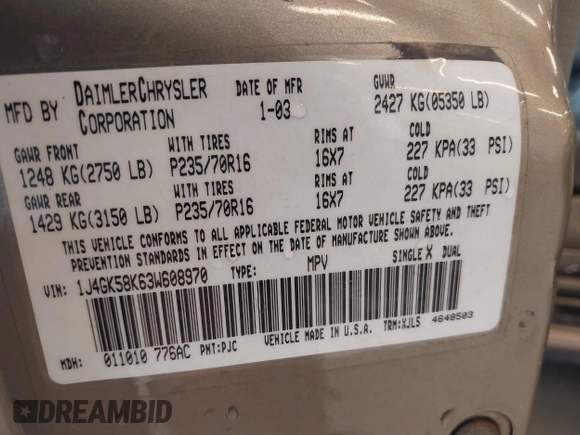 MFD BY DAIMLERCHRYSLER CORPORATION DATE OF MFR 1-03 GVWR 2427 KG(05350 LB)
GAWR FRONT WITH TIRES RIMS AT COLD
1248 KG(2750 LB) P235/70R16 16X7 227 KPA(33 PSI)
GAWR REAR WITH TIRES RIMS AT COLD
1429 KG(3150 LB) P235/70R16 16X7 227 KPA(33 PSI)
THIS VEHICLE CONFORMS TO ALL APPLICABLE FEDERAL MOTOR VEHICLE SAFETY AND THEFT
PREVENTION STANDARDS IN EFFECT ON THE DATE OF MANUFACTURE SHOWN ABOVE.
VIN: 1J4GK58K63W608970 TYPE: MPV SINGLE X DUAL
MDH: 011010 776AC PNT:PJC VEHICLE MADE IN U.S.A. TRM:XJL5 4648503
DREAMBID